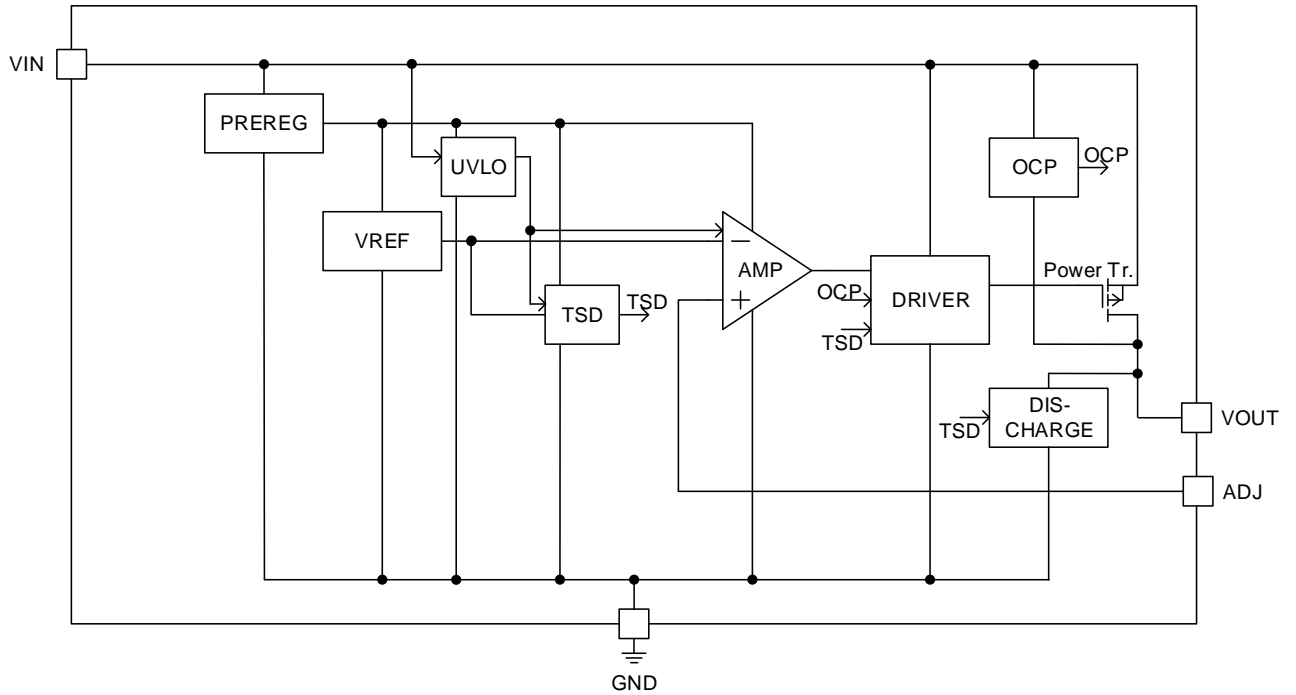 VIN
PREREG
UVLO
OCP
OCP
VREF
AMP
Power Tr.
TSD
TSD
OCP
DRIVER
TSD
DIS-
CHARGE
TSD
VOUT
ADJ
GND